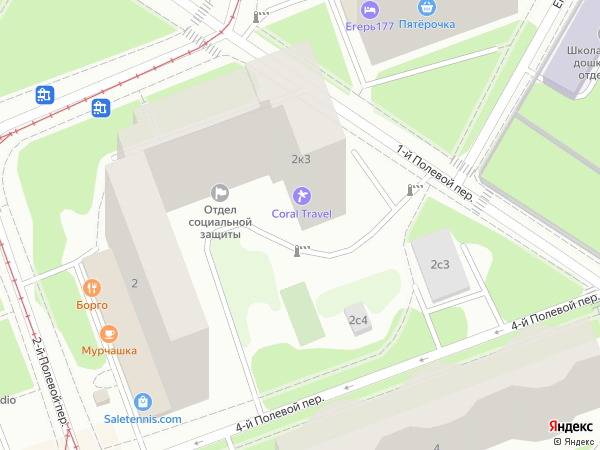 Егерь177
Пятёрочка
Школа
дошк
отде
1-й Полевой пер.
2к3
Coral Travel
Отдел
социальной
защиты
2
2с3
2с4
Борго
Мурчашка
4-й Полевой пер.
2-й Полевой пер.
dio
Saletennis.com
4-й Полевой пер.
4
Яндекс
© Яндекс